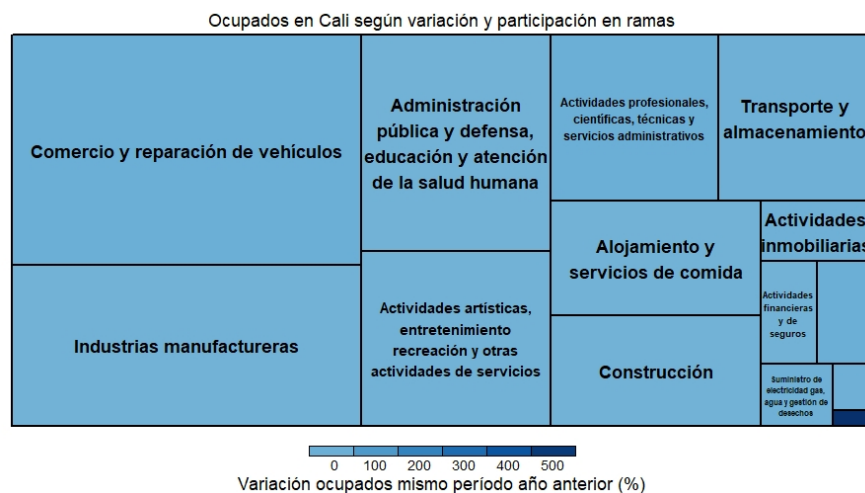 Ocupados en Cali según variación y participación en ramas
Comercio y reparación de vehículos
Industrias manufactureras
Administración
pública y defensa,
educación y atención
de la salud humana
Actividades artísticas,
entretenimiento
recreación y otras
actividades de servicios
Actividades profesionales,
científicas, técnicas y
servicios administrativos
Transporte y
almacenamiento
Alojamiento y
servicios de comida
Construcción
Actividades
inmobiliarias
Actividades
financieras
y de
seguros
Suministro de
electricidad gas,
agua y gestión de
desechos
0 100 200 300 400 500
Variación ocupados mismo período año anterior (%)